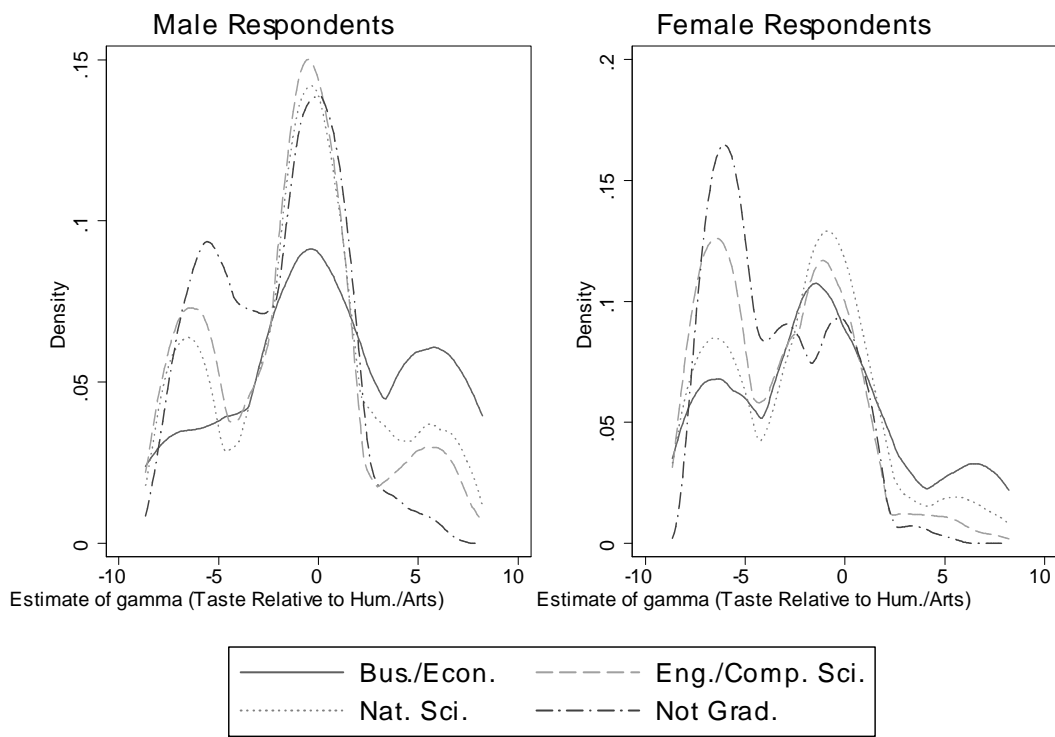 Male Respondents
Female Respondents
.15
.1
.05
0
Density
-10 -5 0 5 10
Estimate of gamma (Taste Relative to Hum./Arts)
.2
.15
.1
.05
0
Density
-10 -5 0 5 10
Estimate of gamma (Taste Relative to Hum./Arts)
Bus./Econ. Eng./Comp. Sci.
Nat. Sci. Not Grad.